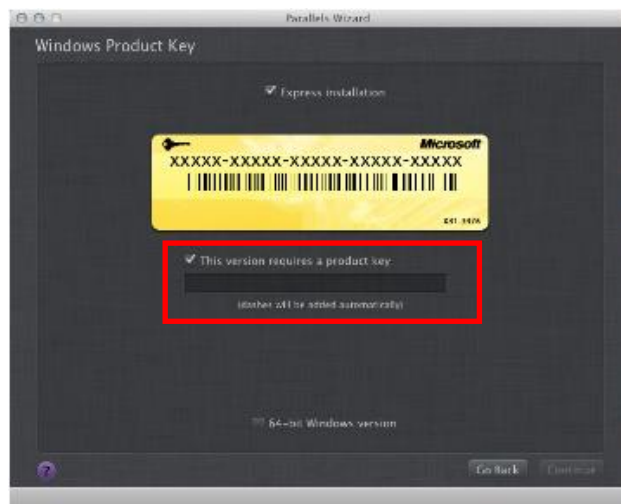 Parallels Wizard
Windows Product Key
Express installation
Microsoft
XXXXX-XXXXX-XXXXX-XXXXX-XXXXX
This version requires a product key
(dashes will be added automatically)
64-bit Windows version
?
Go Back Continue